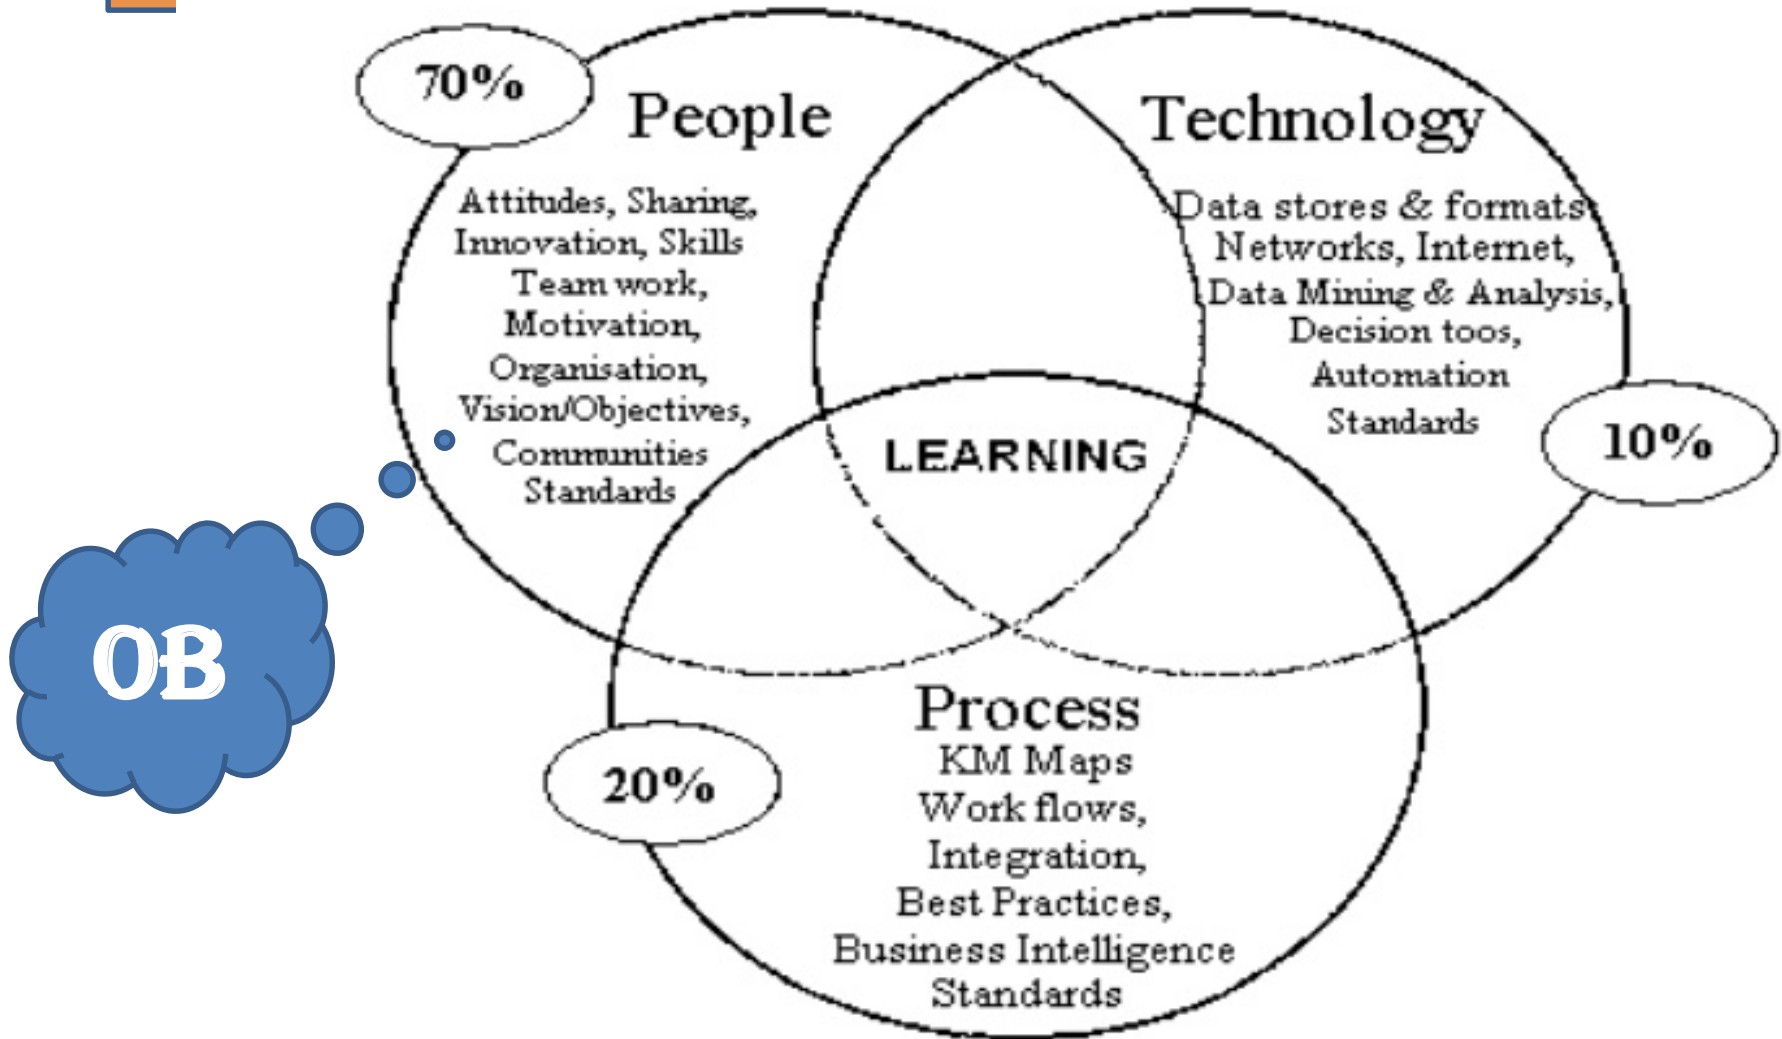 70%
People
Attitudes, Sharing,
Innovation, Skills
Team work,
Motivation,
Organisation,
Vision/Objectives,
Communities
Standards
Technology
Data stores & formats,
Networks, Internet,
Data Mining & Analysis,
Decision toos,
Automation
Standards
10%
LEARNING
OB
Process
KM Maps
Work flows,
Integration,
Best Practices,
Business Intelligence
Standards
20%